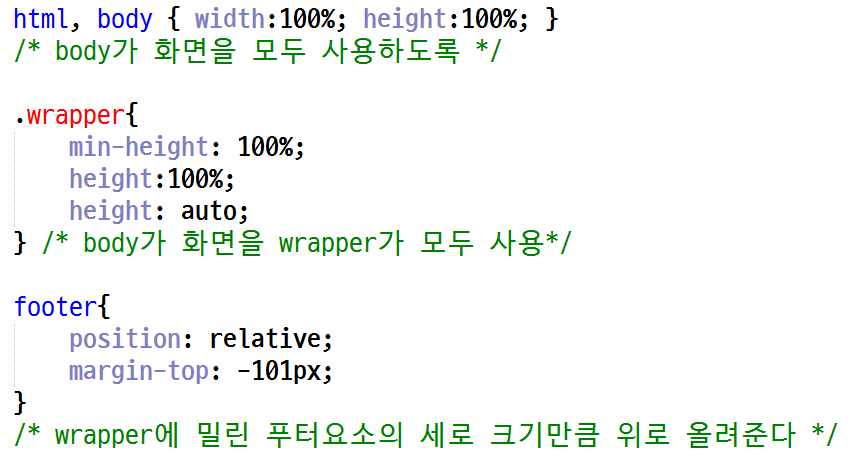 html, body { width:100%; height:100%; }
/* body가 화면을 모두 사용하도록 */
.wrapper{
min-height: 100%;
height:100%;
height: auto;
} /* body가 화면을 wrapper가 모두 사용*/
footer{
position: relative;
margin-top: -101px;
}
/* wrapper에 밀린 푸터요소의 세로 크기만큼 위로 올려준다 */